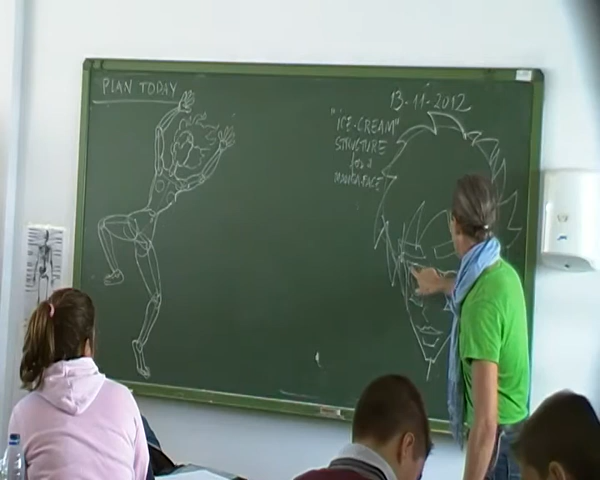 PLAN TODAY
13-11-2012
"ICE-CREAM"
STRUCTURE
for a
MANGA FACE